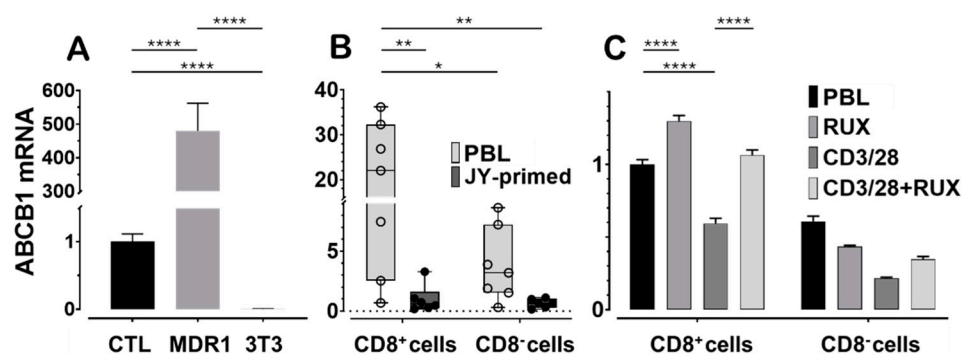 A
B
C
****
****
****
**
**
*
****
****
****
ABCB1 mRNA
600
500
400
300
1
0
CTL MDR1 3T3
40
30
20
5
0
PBL
JY-primed
CD8+cells CD8-cells
1
0
PBL
RUX
CD3/28
CD3/28+RUX
CD8+cells CD8-cells